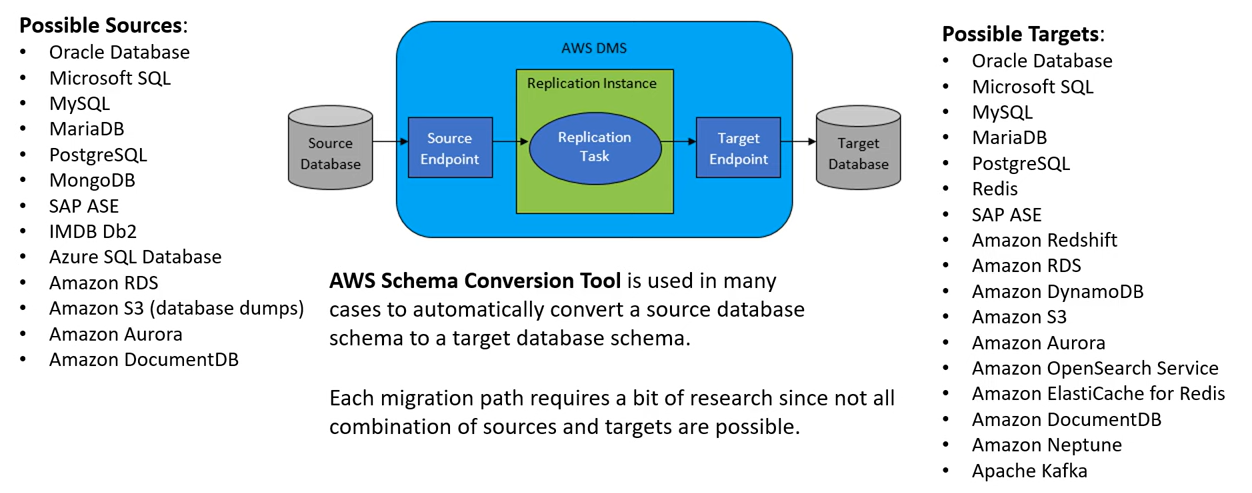 Possible Sources:
• Oracle Database
• Microsoft SQL
• MySQL
• MariaDB
• PostgreSQL
• MongoDB
• SAP ASE
• IMDB Db2
• Azure SQL Database
• Amazon RDS
• Amazon S3 (database dumps)
• Amazon Aurora
• Amazon DocumentDB
AWS DMS
Replication Instance
Source
Database
Source
Endpoint
Replication
Task
Target
Endpoint
Target
Database
AWS Schema Conversion Tool is used in many
cases to automatically convert a source database
schema to a target database schema.
Each migration path requires a bit of research since not all
combination of sources and targets are possible.
Possible Targets:
• Oracle Database
• Microsoft SQL
• MySQL
• MariaDB
• PostgreSQL
• Redis
• SAP ASE
• Amazon Redshift
• Amazon RDS
• Amazon DynamoDB
• Amazon S3
• Amazon Aurora
• Amazon OpenSearch Service
• Amazon ElastiCache for Redis
• Amazon DocumentDB
• Amazon Neptune
• Apache Kafka